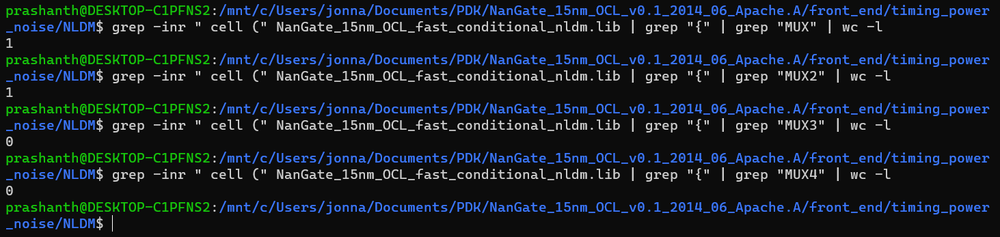 prashanth@DESKTOP-C1PFNS2:/mnt/c/Users/jonna/Documents/PDK/NanGate_15nm_OCL_v0.1_2014_06_Apache.A/front_end/timing_power
_noise/NLDM$ grep -inr " cell (" NanGate_15nm_OCL_fast_conditional_nldm.lib | grep "{" | grep "MUX" | wc -l
1
prashanth@DESKTOP-C1PFNS2:/mnt/c/Users/jonna/Documents/PDK/NanGate_15nm_OCL_v0.1_2014_06_Apache.A/front_end/timing_power
_noise/NLDM$ grep -inr " cell (" NanGate_15nm_OCL_fast_conditional_nldm.lib | grep "{" | grep "MUX2" | wc -l
1
prashanth@DESKTOP-C1PFNS2:/mnt/c/Users/jonna/Documents/PDK/NanGate_15nm_OCL_v0.1_2014_06_Apache.A/front_end/timing_power
_noise/NLDM$ grep -inr " cell (" NanGate_15nm_OCL_fast_conditional_nldm.lib | grep "{" | grep "MUX3" | wc -l
0
prashanth@DESKTOP-C1PFNS2:/mnt/c/Users/jonna/Documents/PDK/NanGate_15nm_OCL_v0.1_2014_06_Apache.A/front_end/timing_power
_noise/NLDM$ grep -inr " cell (" NanGate_15nm_OCL_fast_conditional_nldm.lib | grep "{" | grep "MUX4" | wc -l
0
prashanth@DESKTOP-C1PFNS2:/mnt/c/Users/jonna/Documents/PDK/NanGate_15nm_OCL_v0.1_2014_06_Apache.A/front_end/timing_power
_noise/NLDM$